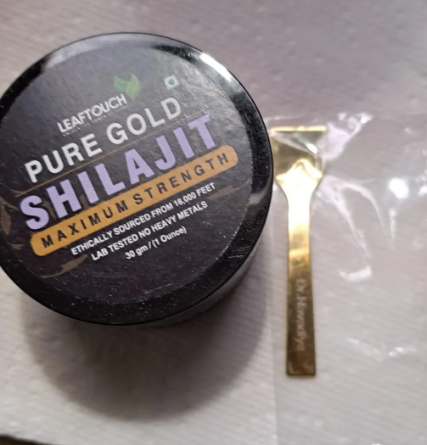 LEAFTOUCH
PURE GOLD
SHILAJIT
MAXIMUM STRENGTH
ETHICALLY SOURCED FROM 18,000 FEET
LAB TESTED NO HEAVY METALS
30 gm / (1 Ounce)
Dr.